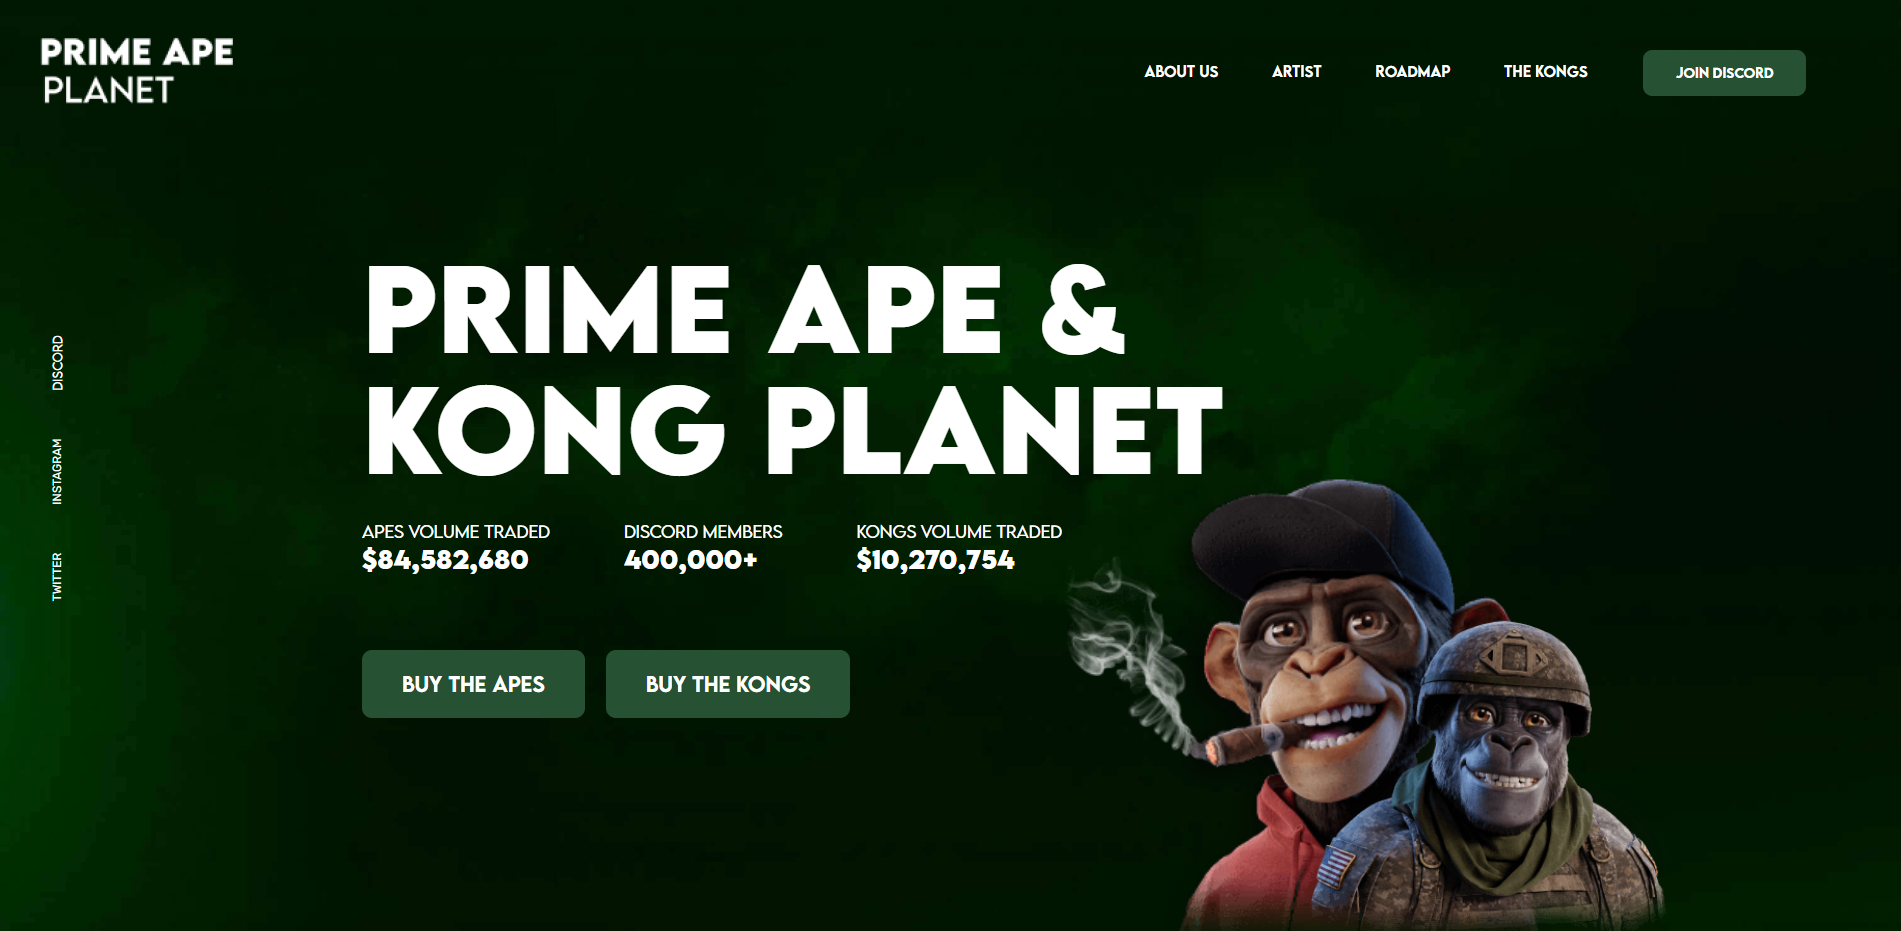 PRIME APE
PLANET
ABOUT US
ARTIST
ROADMAP
THE KONGS
JOIN DISCORD
DISCORD
INSTAGRAM
TWITTER
PRIME APE &
KONG PLANET
APES VOLUME TRADED
$84,582,680
DISCORD MEMBERS
400,000+
KONGS VOLUME TRADED
$10,270,754
BUY THE APES
BUY THE KONGS